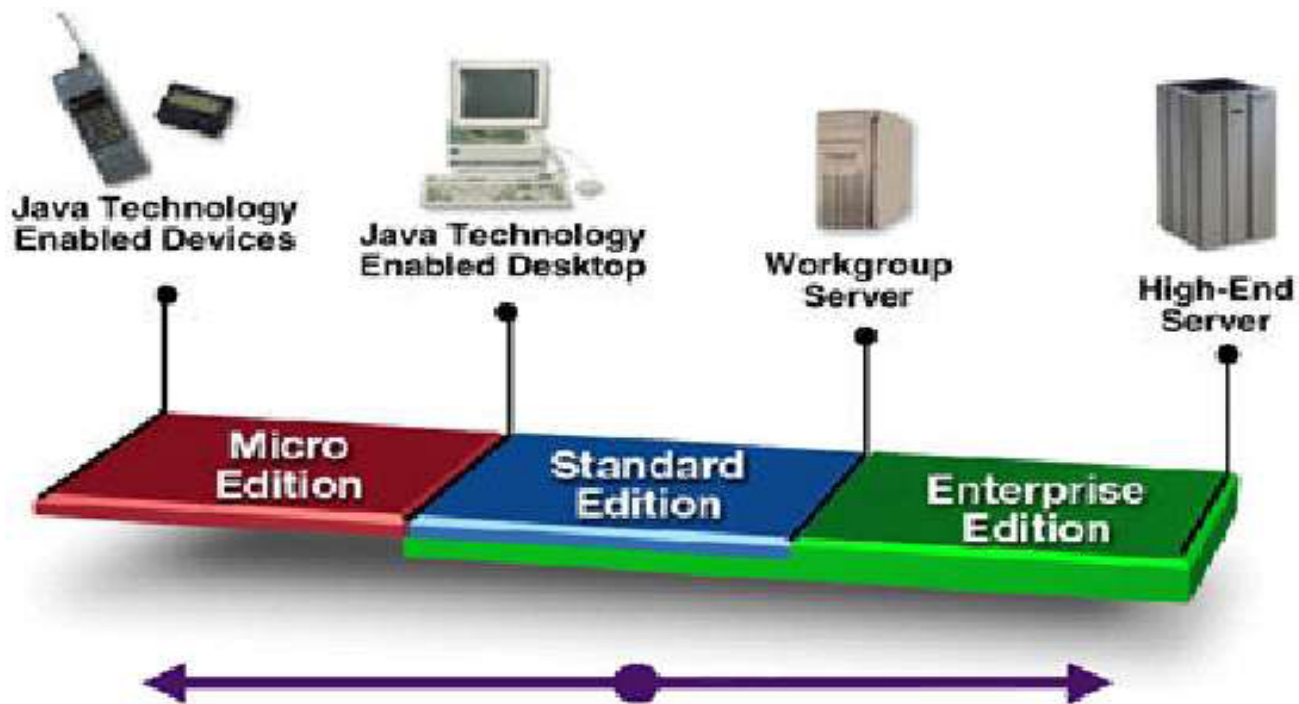 Java Technology
Enabled Devices
Java Technology
Enabled Desktop
Workgroup
Server
High-End
Server
Micro
Edition
Standard
Edition
Enterprise
Edition